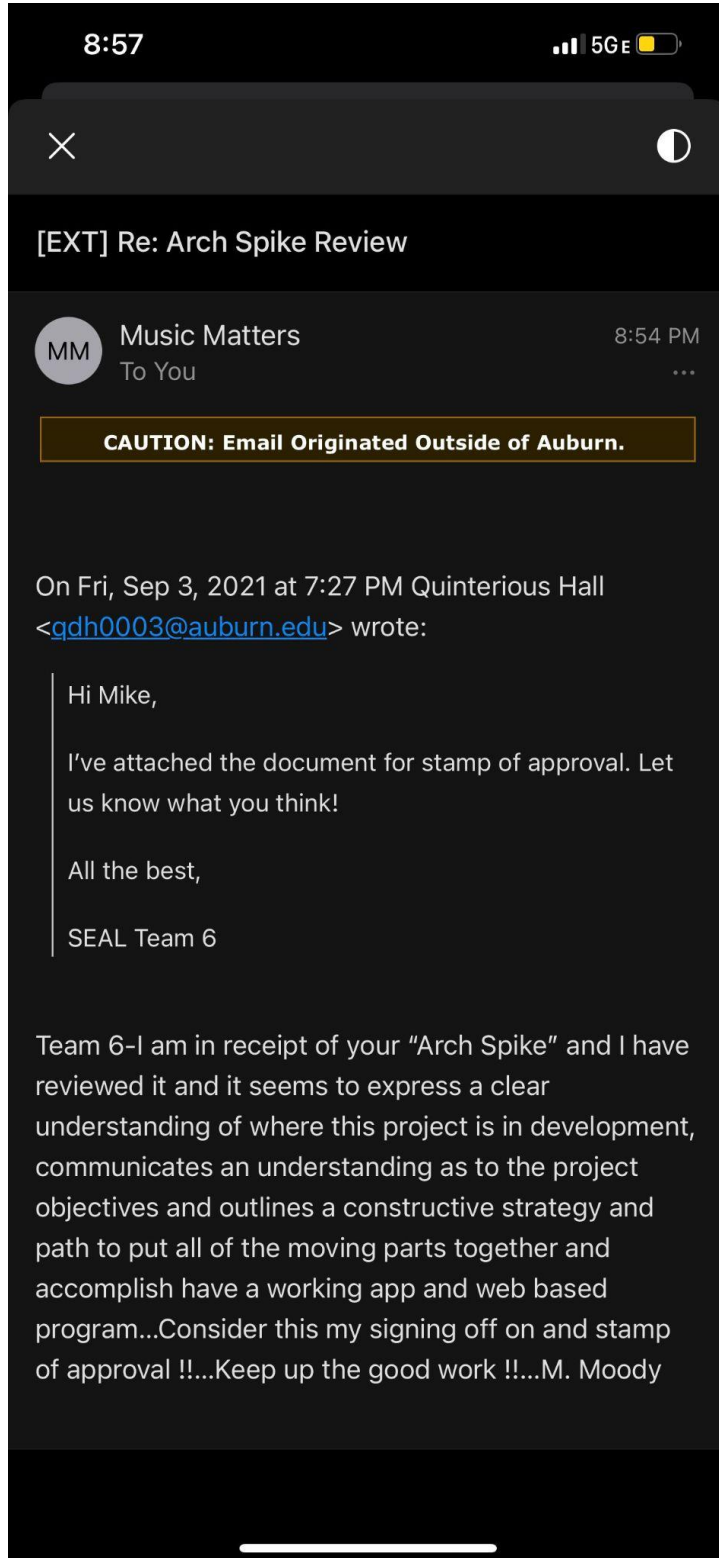 8:57
5GE
[EXT] Re: Arch Spike Review
MM
Music Matters
8:54 PM
To You
CAUTION: Email Originated Outside of Auburn.
On Fri, Sep 3, 2021 at 7:27 PM Quinterious Hall
<qdh0003@auburn.edu> wrote:
Hi Mike,
I've attached the document for stamp of approval. Let
us know what you think!
All the best,
SEAL Team 6
Team 6-I am in receipt of your “Arch Spike” and I have
reviewed it and it seems to express a clear
understanding of where this project is in development,
communicates an understanding as to the project
objectives and outlines a constructive strategy and
path to put all of the moving parts together and
accomplish have a working app and web based
program...Consider this my signing off on and stamp
of approval !!...Keep up the good work !!...M. Moody